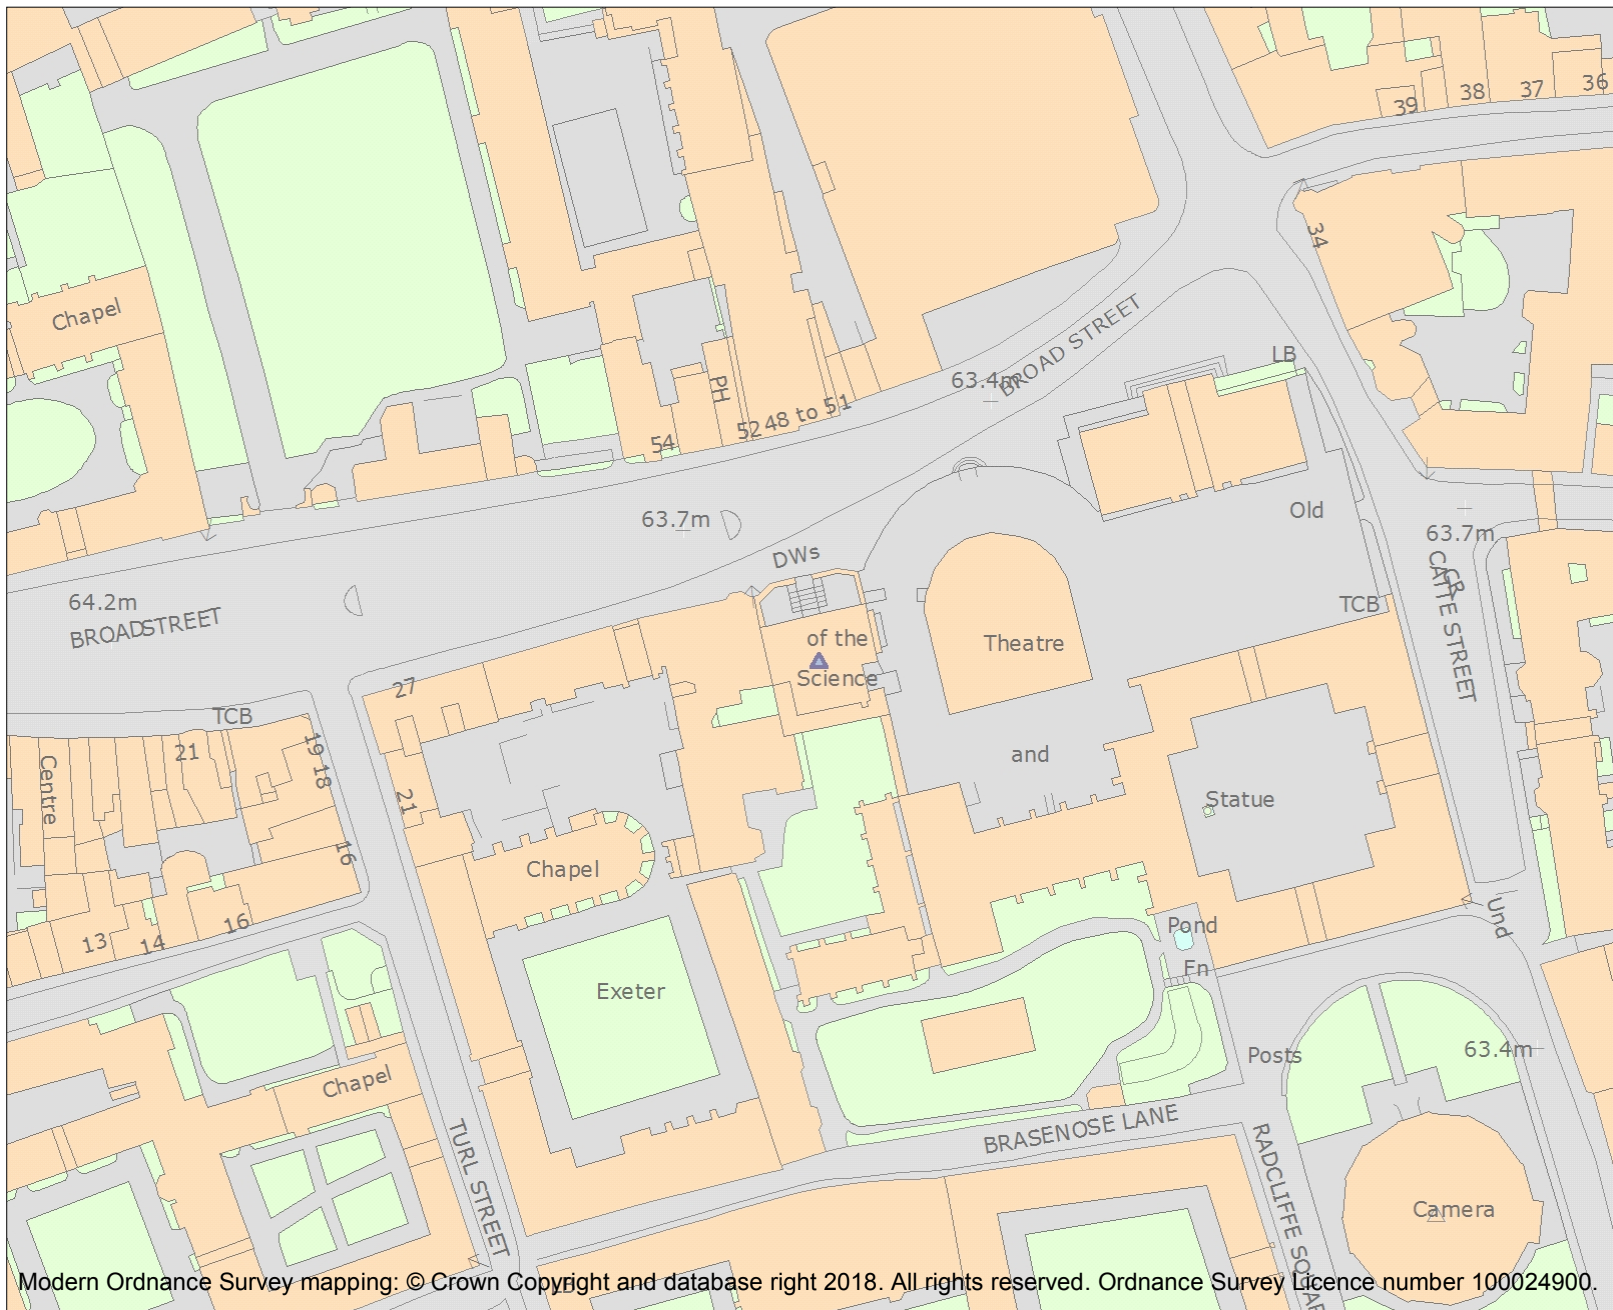 36
37
38
39
34
Chapel
BROAD STREET
LB
63.4m
PH
48 to 51
52
54
Old
63.7m
63.7m
DWs
CATTE STREET
TCB
64.2m
BROADSTREET
of the
Science
Theatre
27
TCB
21
19
18
and
Centre
21
Statue
16
Chapel
Pond
Und
13
14
16
Fn
Exeter
Posts
63.4m
Chapel
BRASENOSE LANE
TURL STREET
RADCLIFFE SQUAR
Camera
Modern Ordnance Survey mapping: © Crown Copyright and database right 2018. All rights reserved. Ordnance Survey Licence number 100024900.